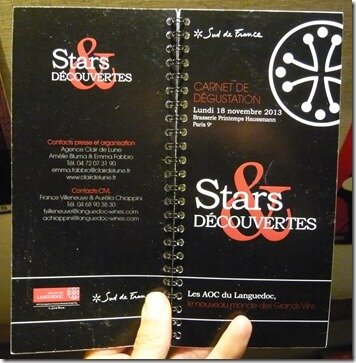 Stars
&
DÉCOUVERTES
Contacts presse et organisation
Agence Clair de Lune
Amélie Bluma & Emma Fabbro
Tél. 04 72 07 31 90
emma.fabbro@clairdelune.fr
www.clairdelune.fr
Contacts CIVL
France Villeneuve & Aurélia Chiappini
Tél. 04 68 90 38 30
fvilleneuve@languedoc-wines.com
achiappini@languedoc-wines.com
LANGUEDOC
Sud de France
Sud de France
CARNET DE
DÉGUSTATION
Lundi 18 novembre 2013
Brasserie Printemps Haussmann
Paris 9e
Stars
&
DÉCOUVERTES
Les AOC du Languedoc,
le nouveau monde des Grands Vins